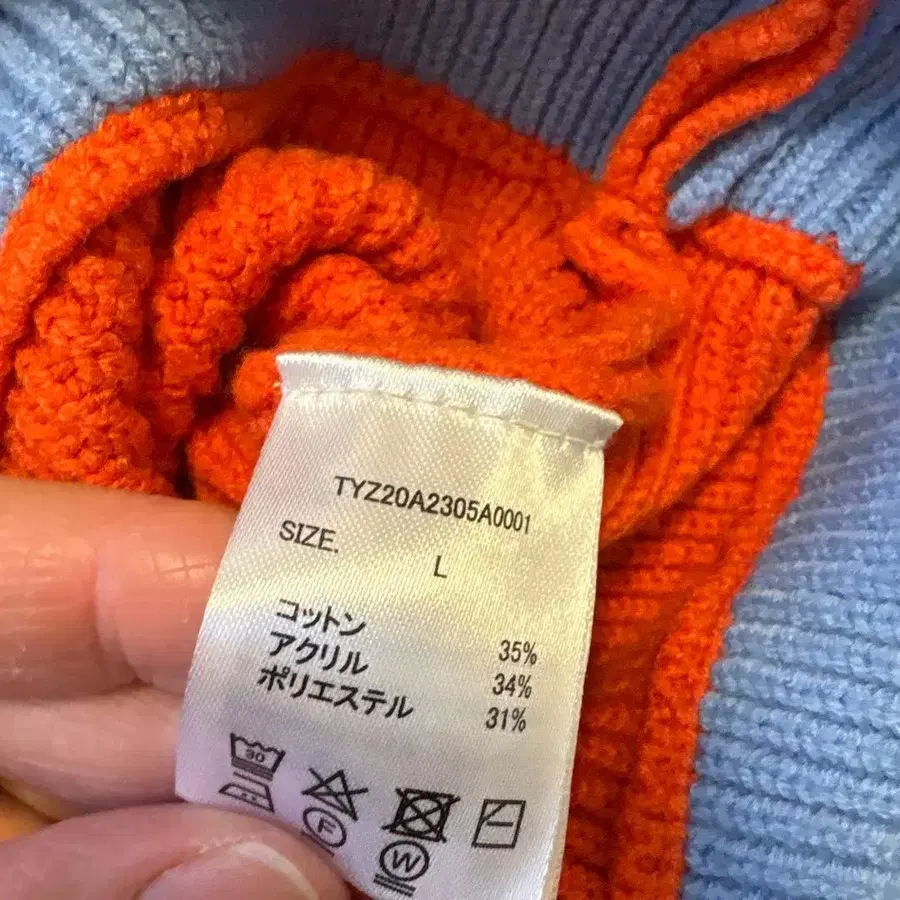 TYZ20A2305A0001
SIZE. L
コットン 35%
アクリル 34%
ポリエステル 31%
30
F
W